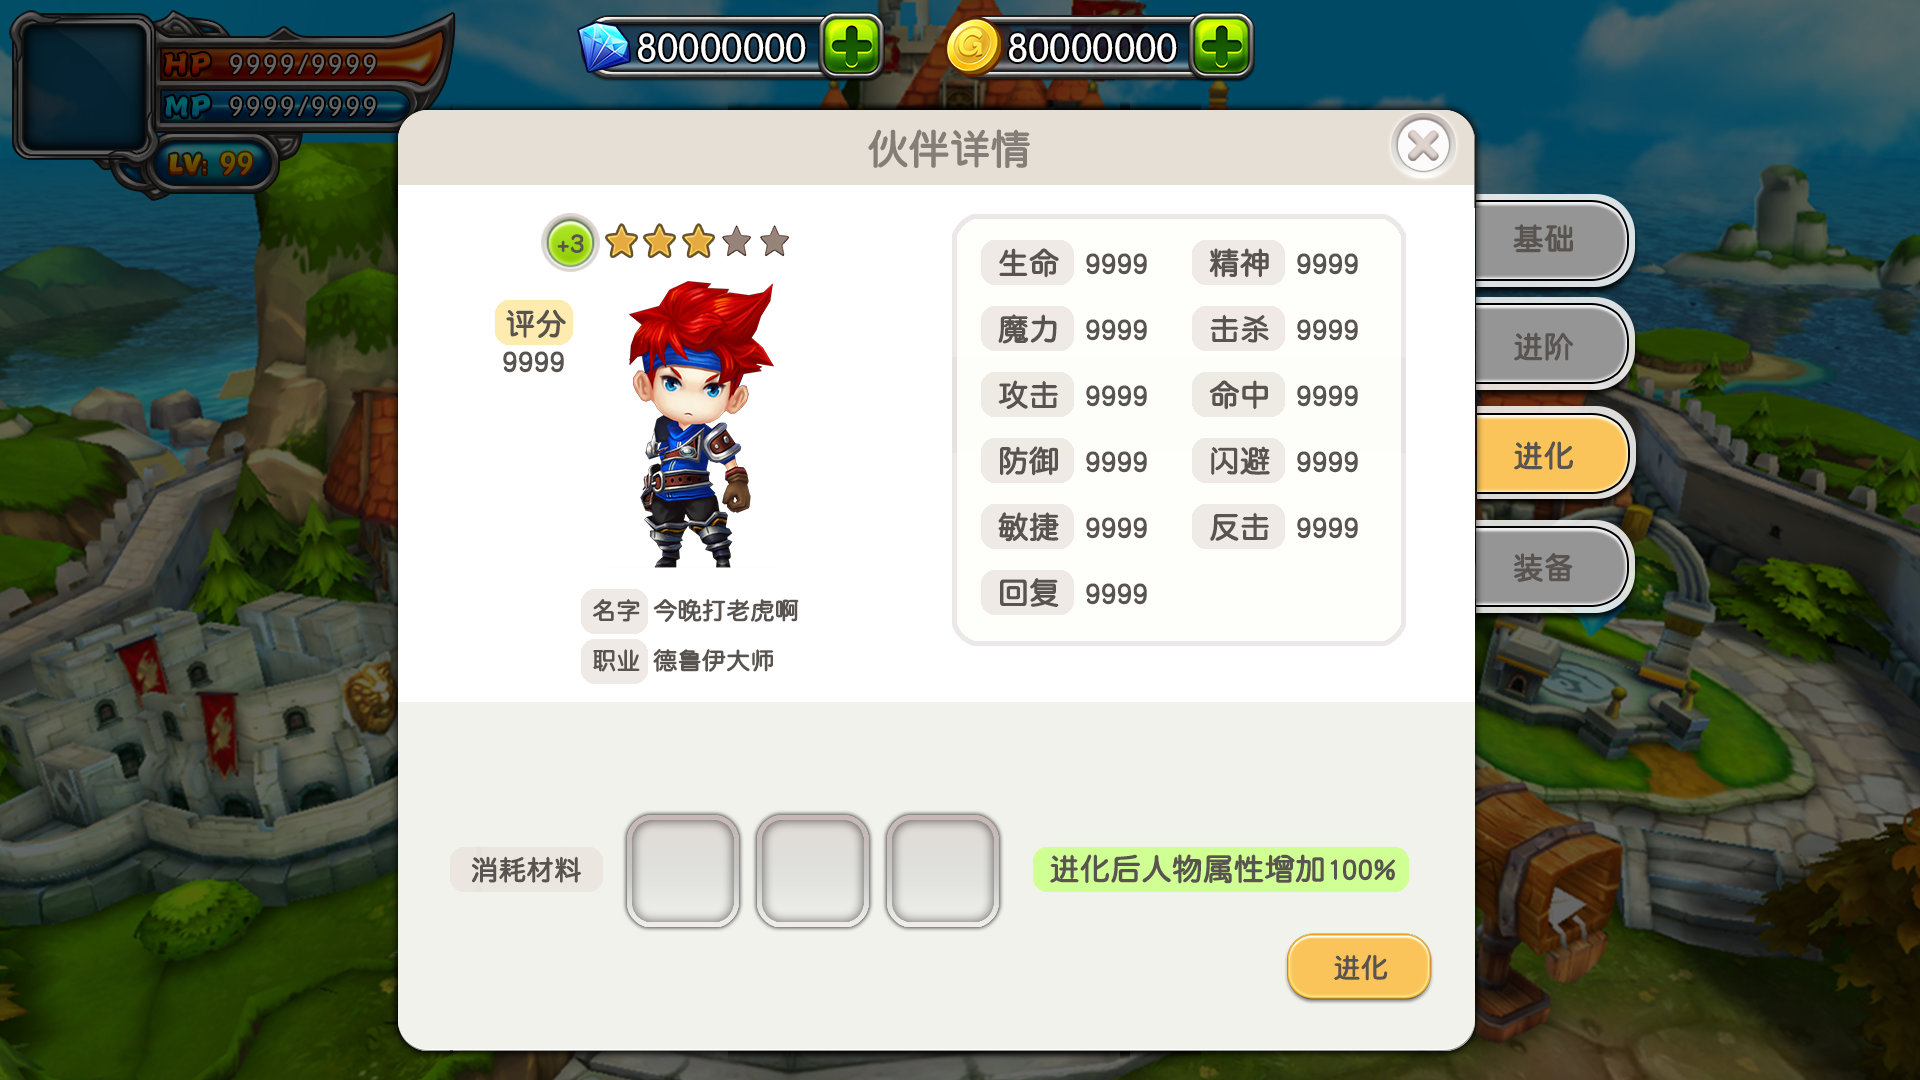 HP 9999/9999
MP 9999/9999
LV: 99
80000000
80000000
伙伴详情
+3
评分
9999
名字 今晚打老虎啊
职业 德鲁伊大师
生命 9999 精神 9999
魔力 9999 击杀 9999
攻击 9999 命中 9999
防御 9999 闪避 9999
敏捷 9999 反击 9999
回复 9999
基础
进阶
进化
装备
消耗材料
进化后人物属性增加100%
进化